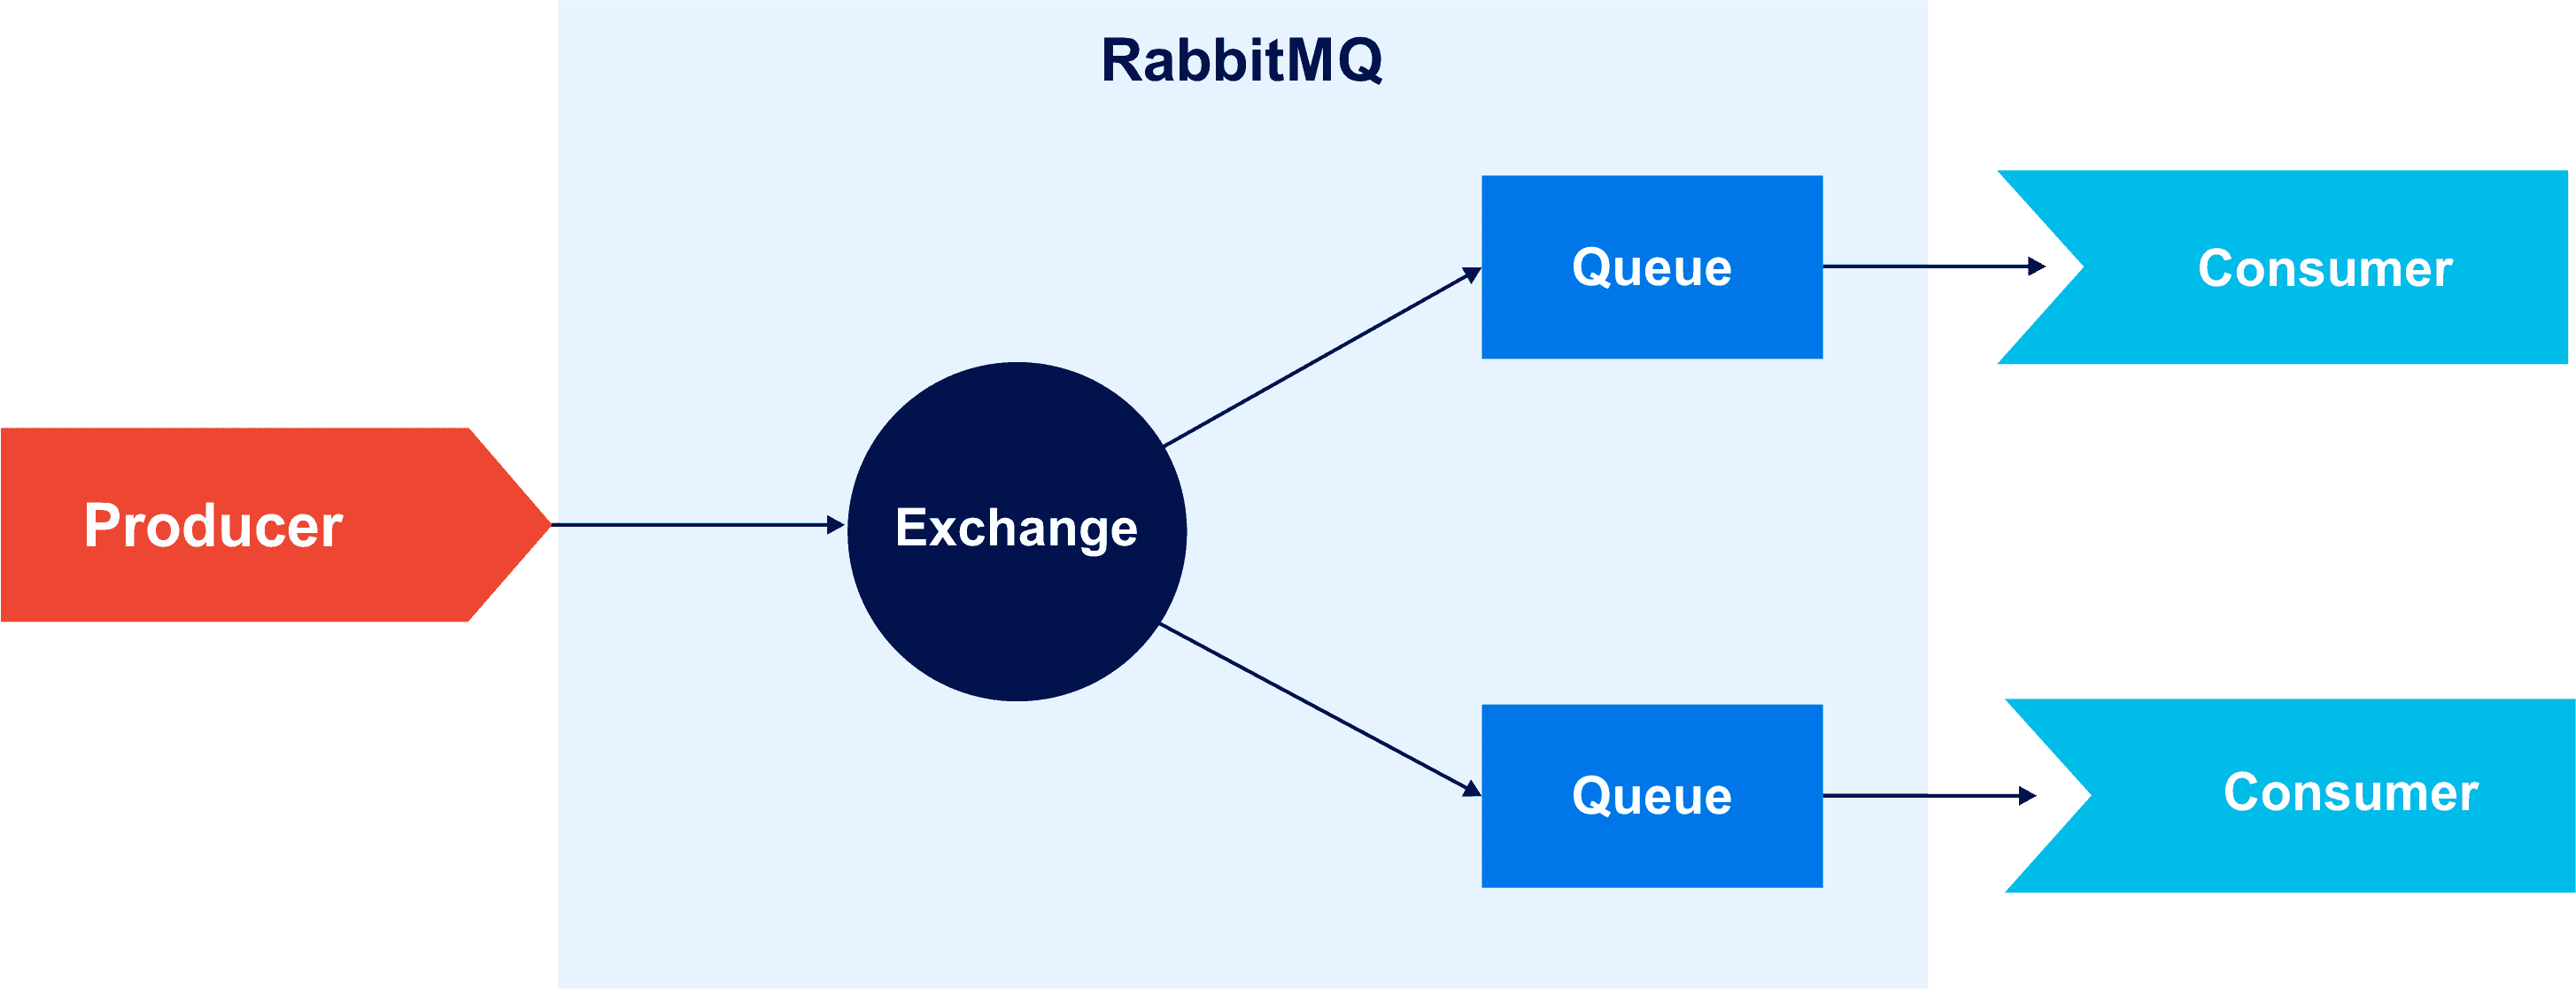 RabbitMQ
Producer
Exchange
Queue
Consumer
Queue
Consumer